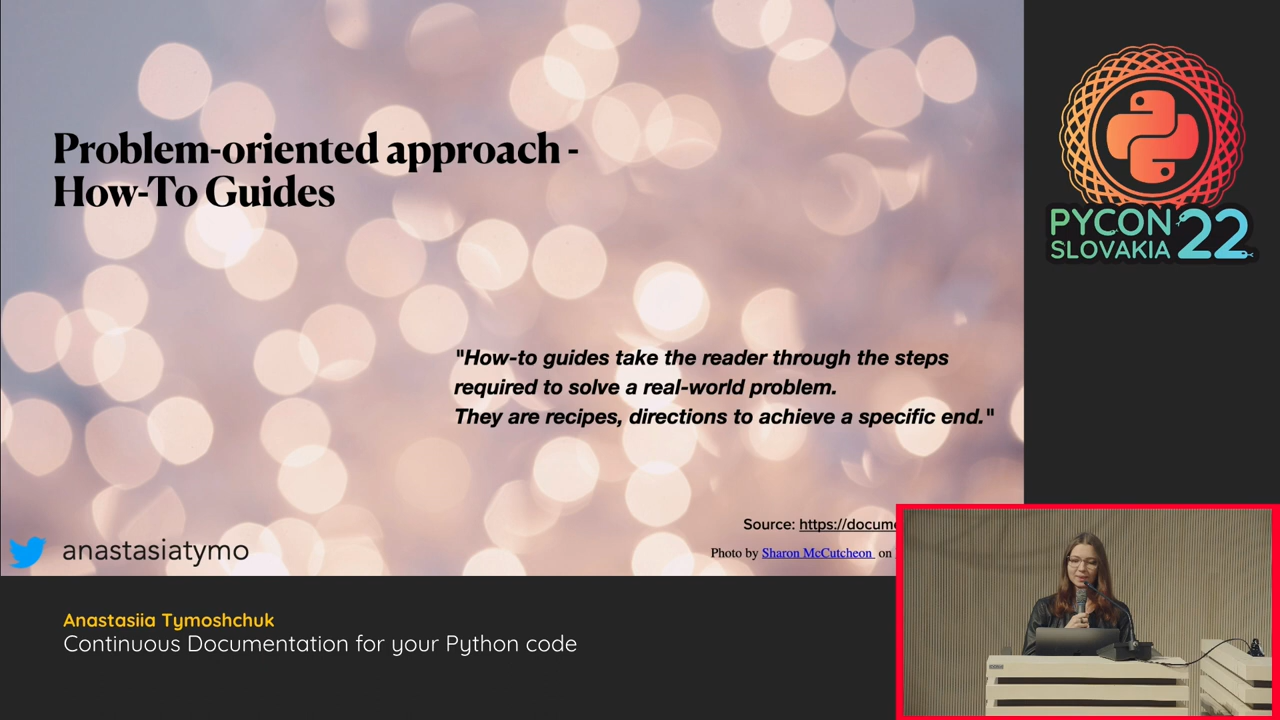 Problem-oriented approach -
How-To Guides
"How-to guides take the reader through the steps
required to solve a real-world problem.
They are recipes, directions to achieve a specific end."
Source: https://docume
Photo by Sharon McCutcheon on
anastasiatymo
PYCON
SLOVAKIA
22
Anastasiia Tymoshchuk
Continuous Documentation for your Python code